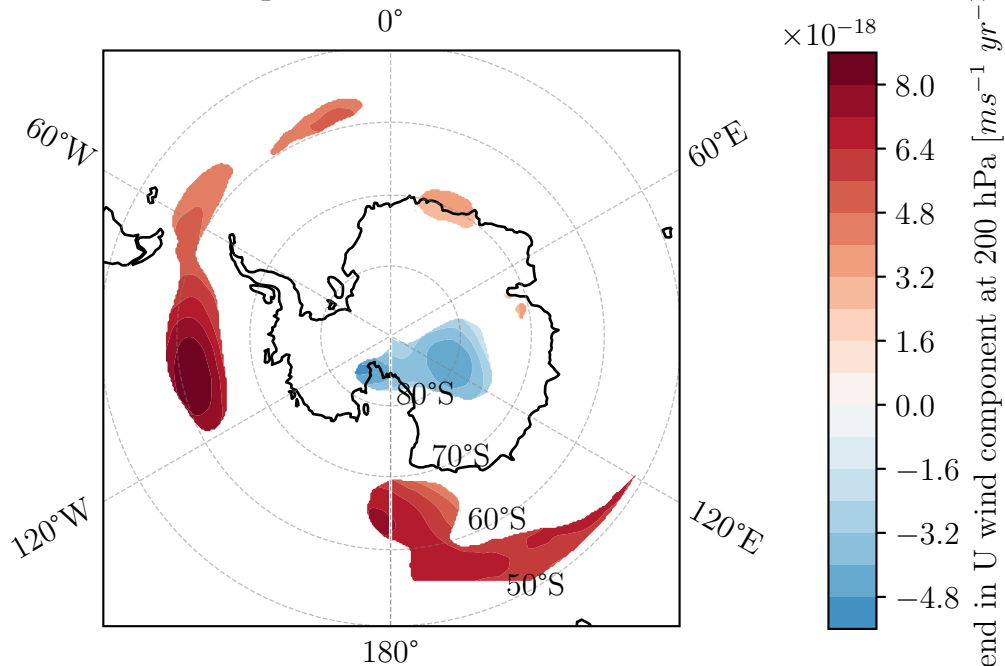 0°
60°W
60°E
120°W
120°E
180°
80°S
70°S
60°S
50°S
×10⁻¹⁸
8.0
6.4
4.8
3.2
1.6
0.0
−1.6
−3.2
−4.8
end in U wind component at 200 hPa [ms⁻¹ yr⁻